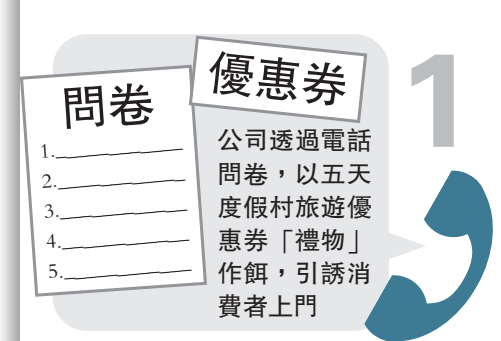 優惠券
1
問卷
1.
2.
3.
4.
5.
公司透過電話
問卷，以五天
度假村旅遊優
惠券「禮物」
作餌，引誘消
費者上門